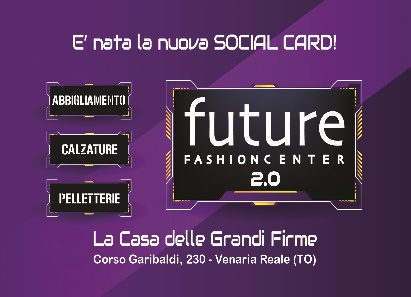 E' nata la nuova SOCIAL CARD!
ABBIGLIAMENTO
CALZATURE
PELLETTERIE
future
FASHIONCENTER
2.0
La Casa delle Grandi Firme
Corso Garibaldi, 230 - Venaria Reale (TO)